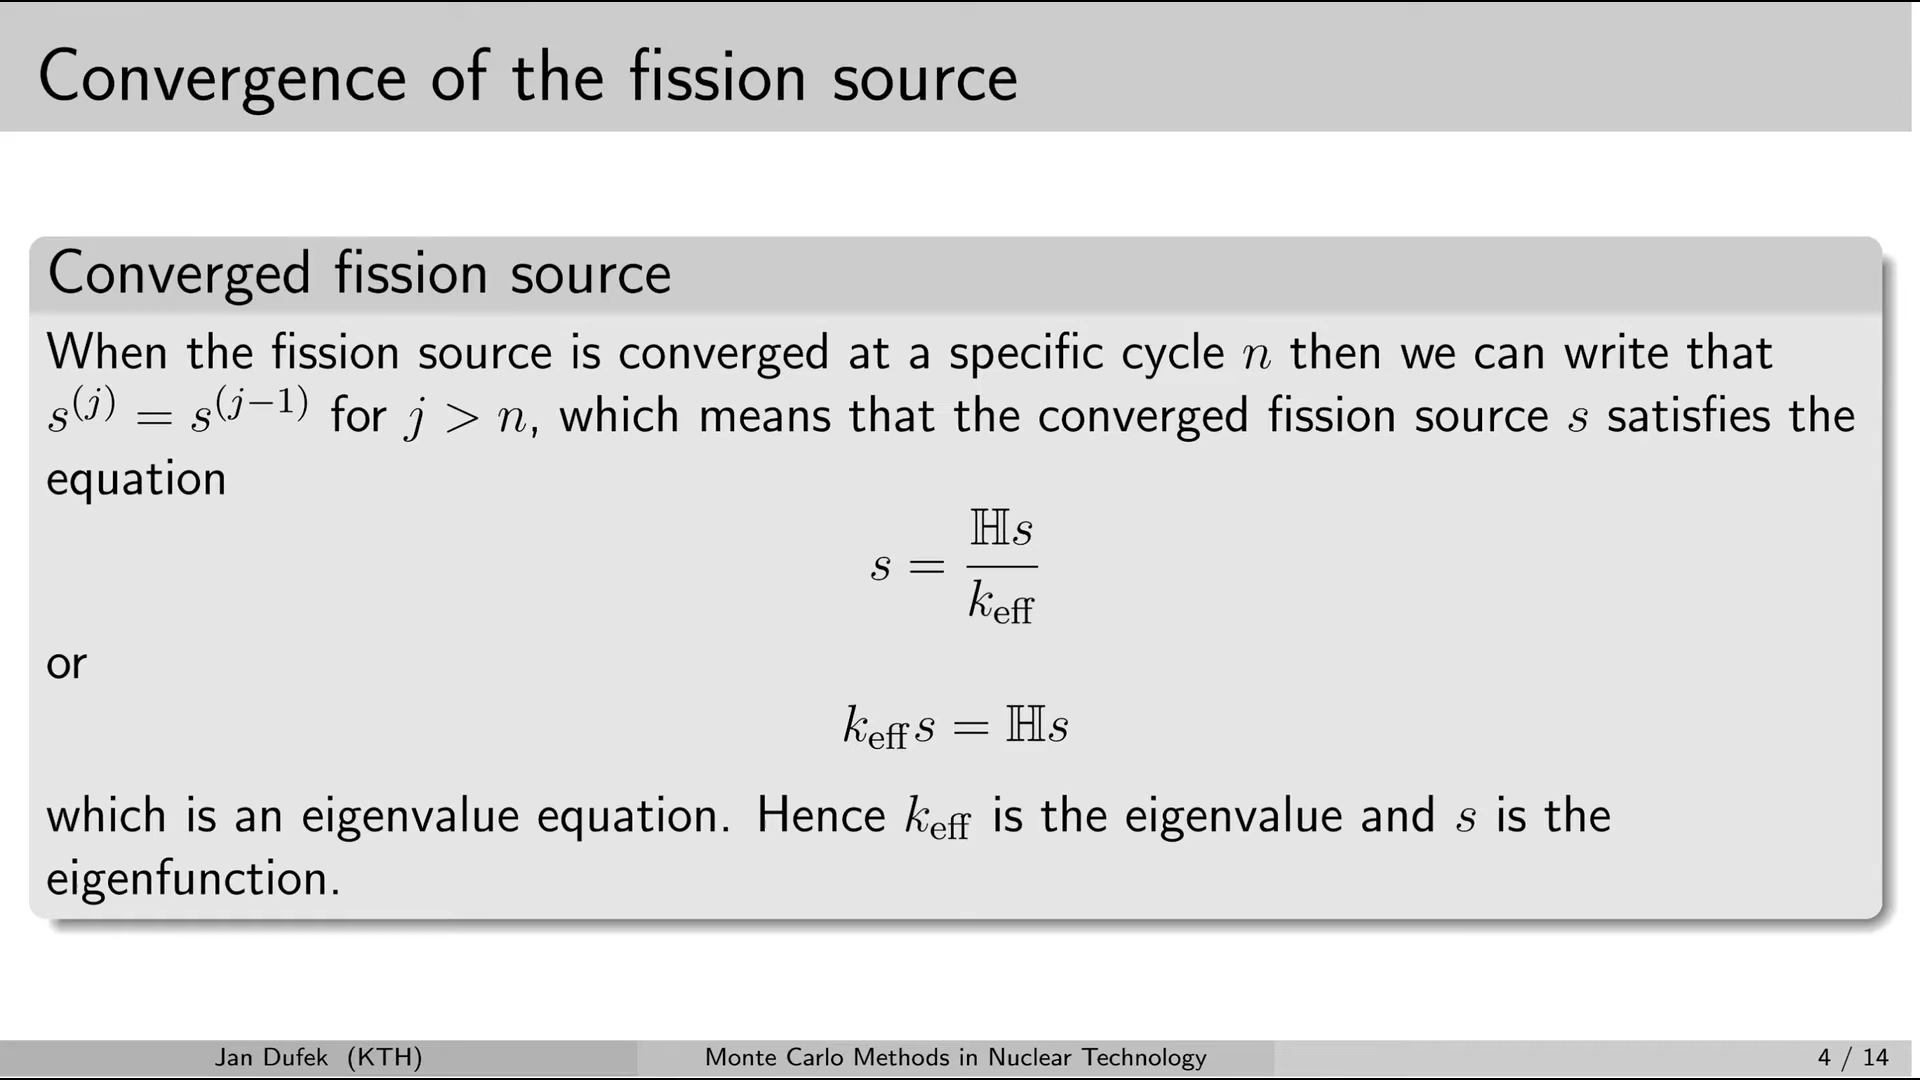 Convergence of the fission source
Converged fission source
When the fission source is converged at a specific cycle n then we can write that
s^(j) = s^(j−1) for j > n, which means that the converged fission source s satisfies the
equation
s = ℍs / k_eff
or
k_eff s = ℍs
which is an eigenvalue equation. Hence k_eff is the eigenvalue and s is the
eigenfunction.
Jan Dufek (KTH) Monte Carlo Methods in Nuclear Technology 4 / 14